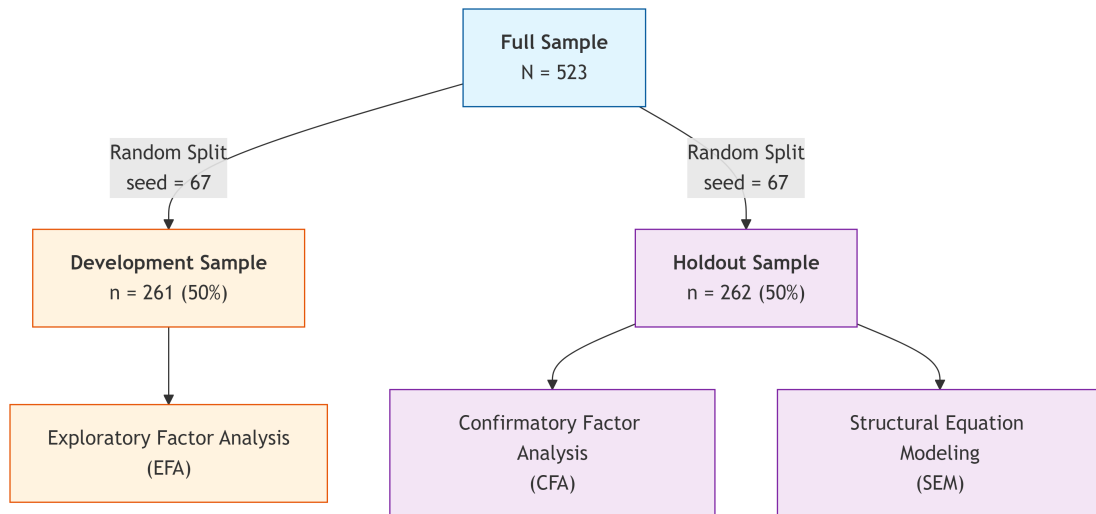 Full Sample
N = 523
Random Split
seed = 67
Random Split
seed = 67
Development Sample
n = 261 (50%)
Holdout Sample
n = 262 (50%)
Exploratory Factor Analysis
(EFA)
Confirmatory Factor
Analysis
(CFA)
Structural Equation
Modeling
(SEM)